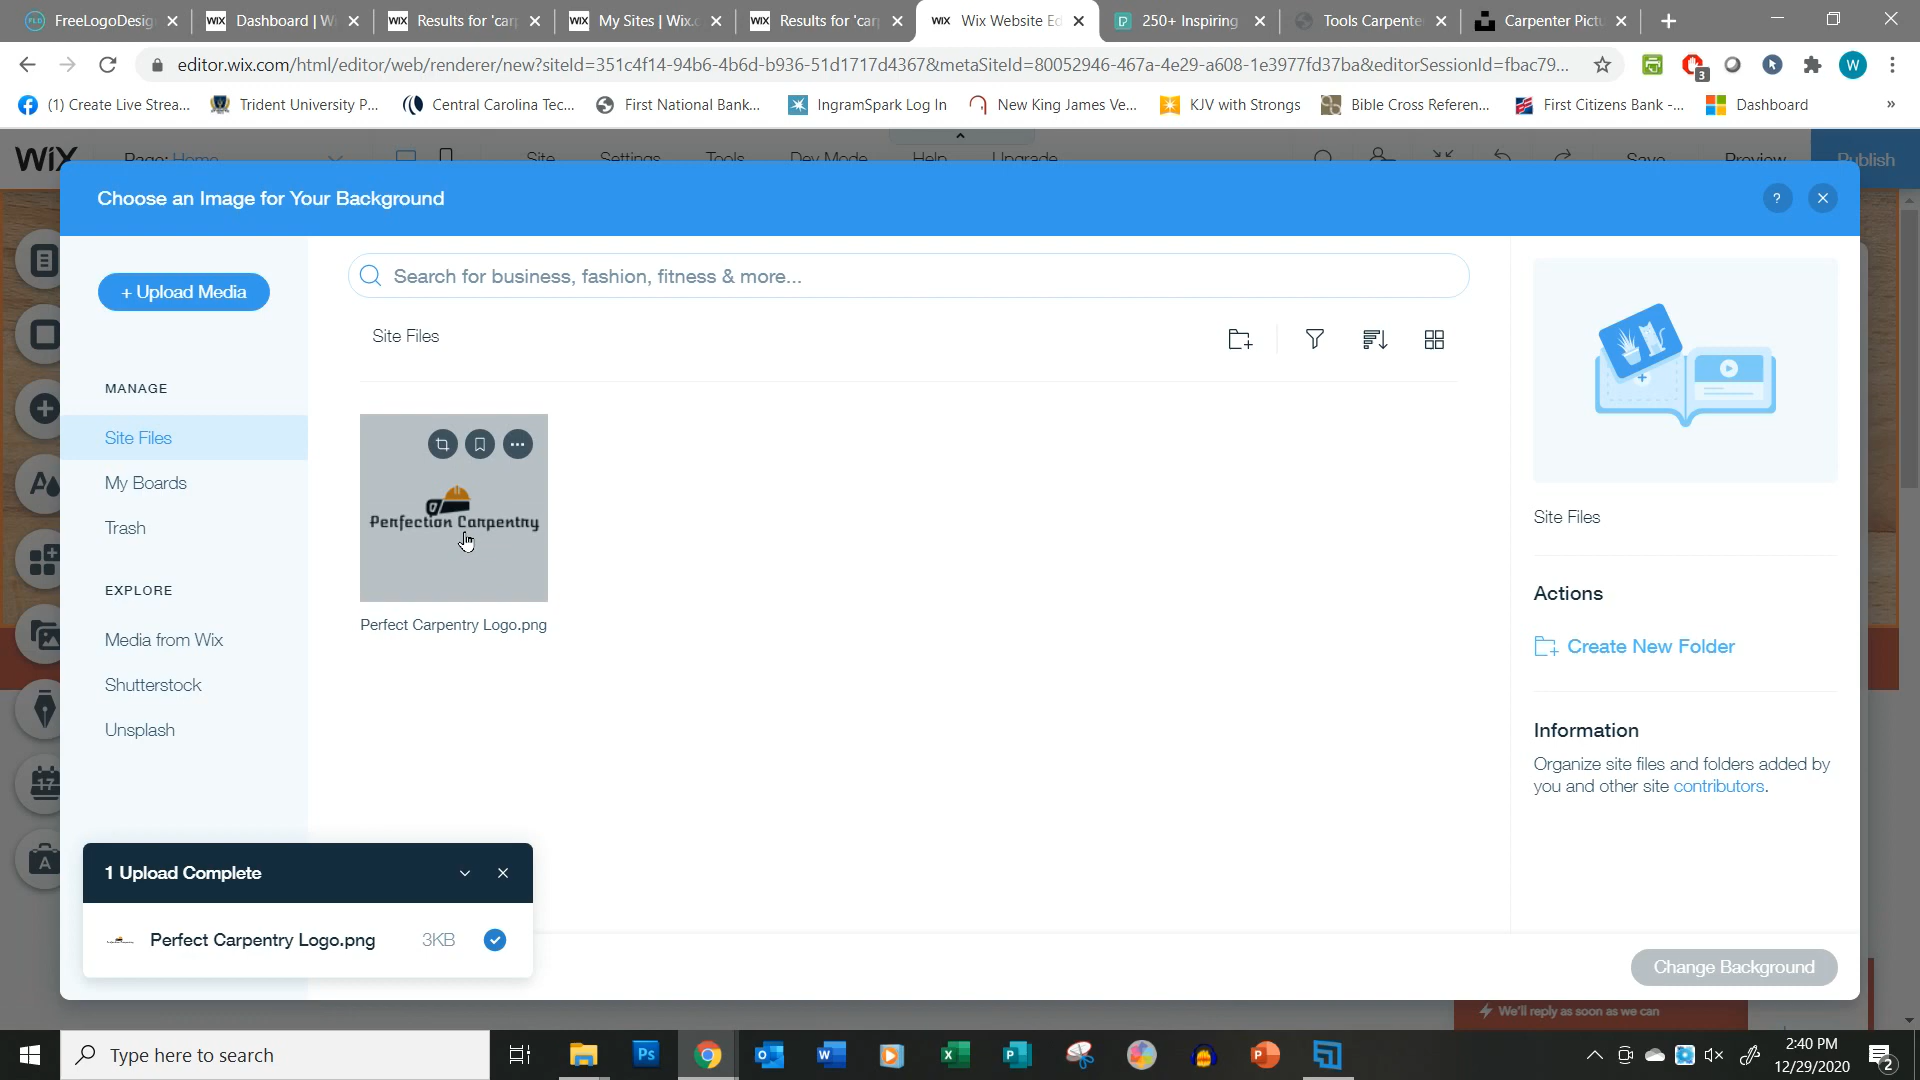 FreeLogoDesig
Dashboard | W
Results for 'car
My Sites | Wix.c
Results for 'car
Wix Website Ed
250+ Inspiring
Tools Carpente
Carpenter Pictu
editor.wix.com/html/editor/web/renderer/new?siteId=351c4f14-94b6-4b6d-b936-51d1717d4367&metaSiteId=80052946-467a-4e29-a608-1e3977fd37ba&editorSessionId=fbac79...
(1) Create Live Strea...
Trident University P...
Central Carolina Tec...
First National Bank...
IngramSpark Log In
New King James Ve...
KJV with Strongs
Bible Cross Referen...
First Citizens Bank -...
Dashboard
WiX
Page: Home
Site
Settings
Tools
Dev Mode
Help
Upgrade
Save
Preview
Publish
Choose an Image for Your Background
+ Upload Media
Search for business, fashion, fitness & more...
Site Files
MANAGE
Site Files
My Boards
Trash
EXPLORE
Media from Wix
Shutterstock
Unsplash
Perfection Carpentry
Perfect Carpentry Logo.png
Site Files
Actions
Create New Folder
Information
Organize site files and folders added by
you and other site contributors.
1 Upload Complete
Perfect Carpentry Logo.png 3KB
Change Background
We'll reply as soon as we can
Type here to search
2:40 PM
12/29/2020
2